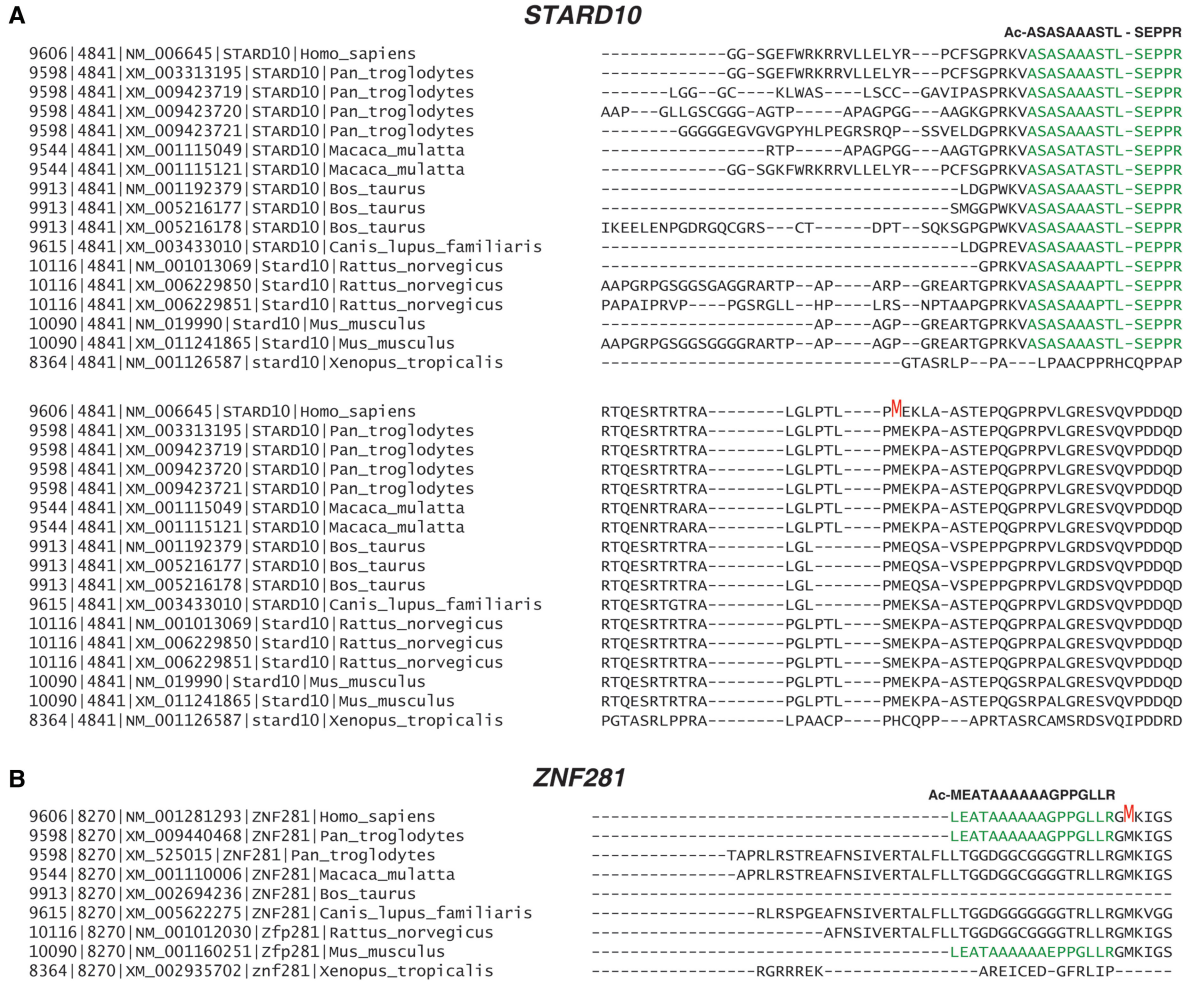 A
STARD10
Ac-ASASAAASTL - SEPPR
9606|4841|NM_006645|STARD10|Homo_sapiens -------------GG-SGEFWRKRRVLLELYR---PCFSGPRKVASASAAASTL-SEPPR
9598|4841|XM_003313195|STARD10|Pan_troglodytes -------------GG-SGEFWRKRRVLLELYR---PCFSGPRKVASASAAASTL-SEPPR
9598|4841|XM_009423719|STARD10|Pan_troglodytes -------LGG--GC----KLWAS----LSCC--GAVIPASPRKVASASAAASTL-SEPPR
9598|4841|XM_009423720|STARD10|Pan_troglodytes AAP---GLLGSCGGG-AGTP-----APAGPGG---AAGKGPRKVASASAAASTL-SEPPR
9598|4841|XM_009423721|STARD10|Pan_troglodytes --------GGGGGEGVGVGPYHLPEGRSRQP--SSVELDGPRKVASASAAASTL-SEPPR
9544|4841|XM_001115049|STARD10|Macaca_mulatta -----------------RTP-----APAGPGG---AAGTGPRKVASASATASTL-SEPPR
9544|4841|XM_001115121|STARD10|Macaca_mulatta -------------GG-SGKFWRKRRVLLELYR---PCFSGPRKVASASATASTL-SEPPR
9913|4841|NM_001192379|STARD10|Bos_taurus -------------------------------------LDGPWKVASASAAASTL-SEPPR
9913|4841|XM_005216177|STARD10|Bos_taurus ------------------------------------SMGGPWKVASASAAASTL-SEPPR
9913|4841|XM_005216178|STARD10|Bos_taurus IKEELENPGDRGQCGRS---CT------DPT--SQKSGPGPWKVASASAAASTL-SEPPR
9615|4841|XM_003433010|STARD10|Canis_lupus_familiaris -------------------------------------LDGPREVASASAAASTL-PEPPR
10116|4841|NM_001013069|Stard10|Rattus_norvegicus ---------------------------------------GPRKVASASAAAPTL-SEPPR
10116|4841|XM_006229850|Stard10|Rattus_norvegicus AAPGRPGSGGSGAGGRARTP--AP----ARP--GREARTGPRKVASASAAAPTL-SEPPR
10116|4841|XM_006229851|Stard10|Rattus_norvegicus PAPAIPRVP----PGSRGLL--HP----LRS--NPTAAPGPRKVASASAAAPTL-SEPPR
10090|4841|NM_019990|Stard10|Mus_musculus ----------------------AP----AGP--GREARTGPRKVASASAAASTL-SEPPR
10090|4841|XM_011241865|Stard10|Mus_musculus AAPGRPGSGGSGGGGRARTP--AP----AGP--GREARTGPRKVASASAAASTL-SEPPR
8364|4841|NM_001126587|stard10|Xenopus_tropicalis -------------------------------GTASRLP--PA---LPAACPPRHCQPPAP
9606|4841|NM_006645|STARD10|Homo_sapiens RTQESRTRTRA--------LGLPTL----PMEKLA-ASTEPQGPRPVLGRESVQVPDDQD
9598|4841|XM_003313195|STARD10|Pan_troglodytes RTQESRTRTRA--------LGLPTL----PMEKPA-ASTEPQGPRPVLGRESVQVPDDQD
9598|4841|XM_009423719|STARD10|Pan_troglodytes RTQESRTRTRA--------LGLPTL----PMEKPA-ASTEPQGPRPVLGRESVQVPDDQD
9598|4841|XM_009423720|STARD10|Pan_troglodytes RTQESRTRTRA--------LGLPTL----PMEKPA-ASTEPQGPRPVLGRESVQVPDDQD
9598|4841|XM_009423721|STARD10|Pan_troglodytes RTQESRTRTRA--------LGLPTL----PMEKPA-ASTEPQGPRPVLGRESVQVPDDQD
9544|4841|XM_001115049|STARD10|Macaca_mulatta RTQENRTRARA--------LGLPTL----PMEKPA-ASTEPQGPRPVLGRESVQVPDDQD
9544|4841|XM_001115121|STARD10|Macaca_mulatta RTQENRTRARA--------LGLPTL----PMEKPA-ASTEPQGPRPVLGRESVQVPDDQD
9913|4841|NM_001192379|STARD10|Bos_taurus RTQESRTRTRA--------LGL-------PMEQSA-VSPEPPGPRPVLGRDSVQVPDDQD
9913|4841|XM_005216177|STARD10|Bos_taurus RTQESRTRTRA--------LGL-------PMEQSA-VSPEPPGPRPVLGRDSVQVPDDQD
9913|4841|XM_005216178|STARD10|Bos_taurus RTQESRTRTRA--------LGL-------PMEQSA-VSPEPPGPRPVLGRDSVQVPDDQD
9615|4841|XM_003433010|STARD10|Canis_lupus_familiaris RTQESRTGTRA--------LGL-------PMEKSA-ASTEPQGPRPVLGRDSVQVPDDQD
10116|4841|NM_001013069|Stard10|Rattus_norvegicus RTQESRTRTRA--------PGLPTL----SMEKPA-ASTEPQGPRPALGRESVQVPDDQD
10116|4841|XM_006229850|Stard10|Rattus_norvegicus RTQESRTRTRA--------PGLPTL----SMEKPA-ASTEPQGPRPALGRESVQVPDDQD
10116|4841|XM_006229851|Stard10|Rattus_norvegicus RTQESRTRTRA--------PGLPTL----SMEKPA-ASTEPQGPRPALGRESVQVPDDQD
10090|4841|NM_019990|Stard10|Mus_musculus RTQESRTRTRA--------PGLPTL----PMEKPA-ASTEPQGSRPALGRESVQVPDDQD
10090|4841|XM_011241865|Stard10|Mus_musculus RTQESRTRTRA--------PGLPTL----PMEKPA-ASTEPQGSRPALGRESVQVPDDQD
8364|4841|NM_001126587|stard10|Xenopus_tropicalis PGTASRLPPRA--------LPAACP----PHCQPP---APRTASRCAMSRDSVQIPDDRD
B
ZNF281
Ac-MEATAAAAAAGPPGLLR
9606|8270|NM_001281293|ZNF281|Homo_sapiens -------------------------------------LEATAAAAAAGPPGLLRGMKIGS
9598|8270|XM_009440468|ZNF281|Pan_troglodytes -------------------------------------LEATAAAAAAGPPGLLRGMKIGS
9598|8270|XM_525015|ZNF281|Pan_troglodytes --------------TAPRLRSTREAFNSIVERTALFLLTGGDGGCGGGGTRLLRGMKIGS
9544|8270|XM_001110006|ZNF281|Macaca_mulatta ---------------APRLRSTREAFNSIVERTALFLLTGGDGGCGGGGTRLLRGMKIGS
9913|8270|XM_002694236|ZNF281|Bos_taurus ------------------------------------------------------------
9615|8270|XM_005622275|ZNF281|Canis_lupus_familiaris -----------------RLRSPGEAFNSIVERTALFLLTGGDGGGGGGGTRLLRGMKVGG
10116|8270|NM_001012030|Zfp281|Rattus_norvegicus ------------------------AFNSIVERTALFLLTGGDGGCGGGGTRLLRGMKIGS
10090|8270|NM_001160251|Zfp281|Mus_musculus -------------------------------------LEATAAAAAAEPPGLLRGMKIGS
8364|8270|XM_002935702|znf281|Xenopus_tropicalis -----------------RGRRREK----------------AREICED-GFRLIP------